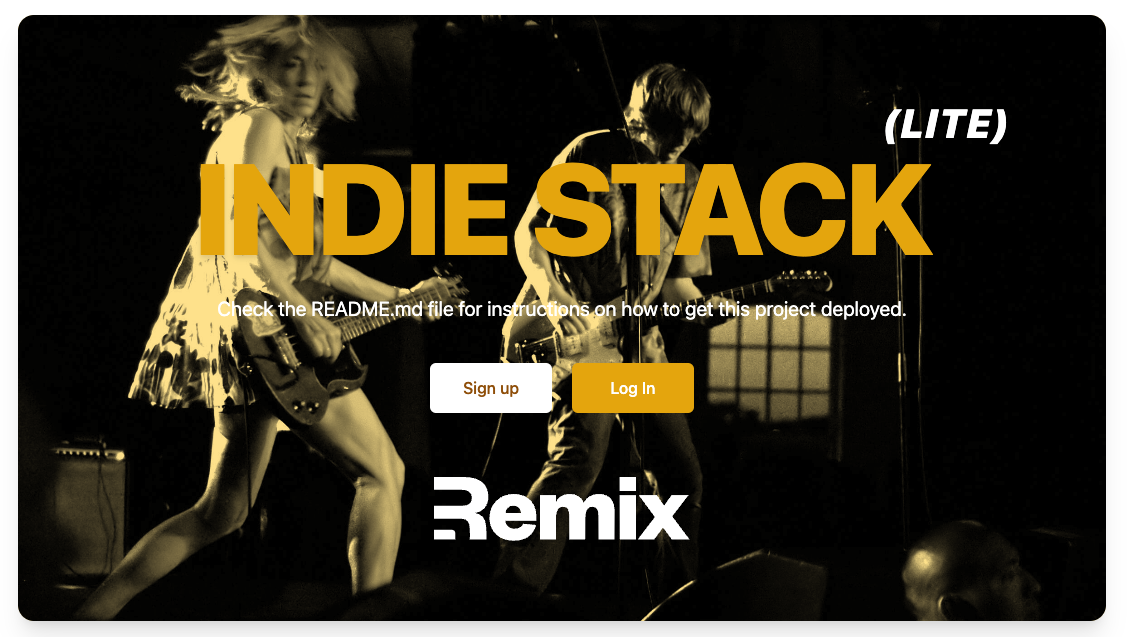 (LITE)
INDIE STACK
Check the README.md file for instructions on how to get this project deployed.
Sign up
Log In
Remix